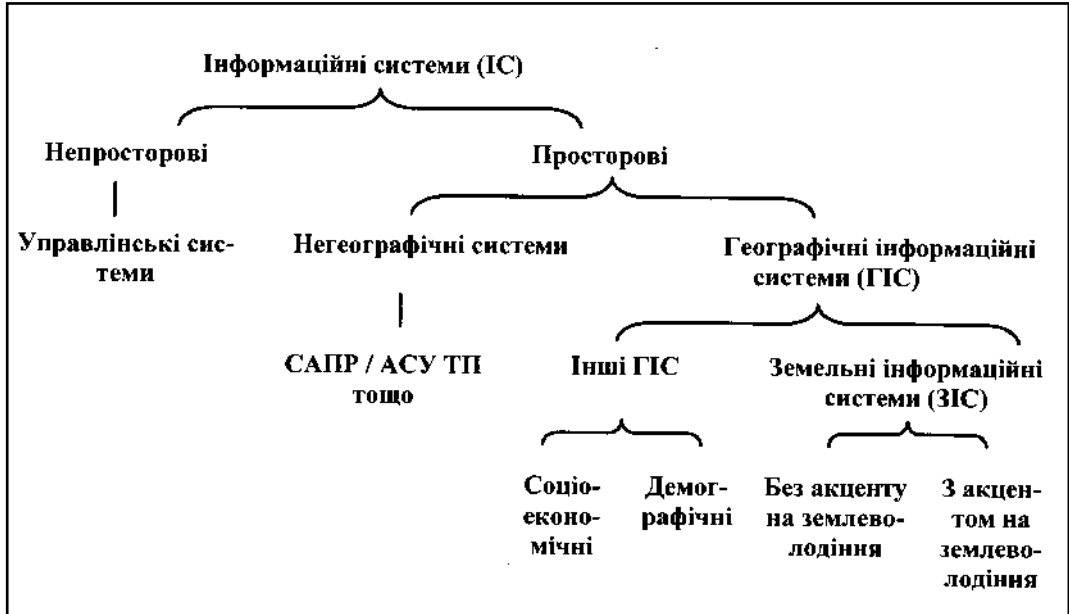 Інформаційні системи (ІС)
Непросторові
Просторові
Управлінські сис-
теми
Негеографічні системи
Географічні інформаційні
системи (ГІС)
САПР / АСУ ТП
тощо
Інші ГІС
Земельні інформаційні
системи (ЗІС)
Соціо-
еконо-
мічні
Демог-
рафічні
Без акценту
на землево-
лодіння
З акцен-
том на
землево-
лодіння